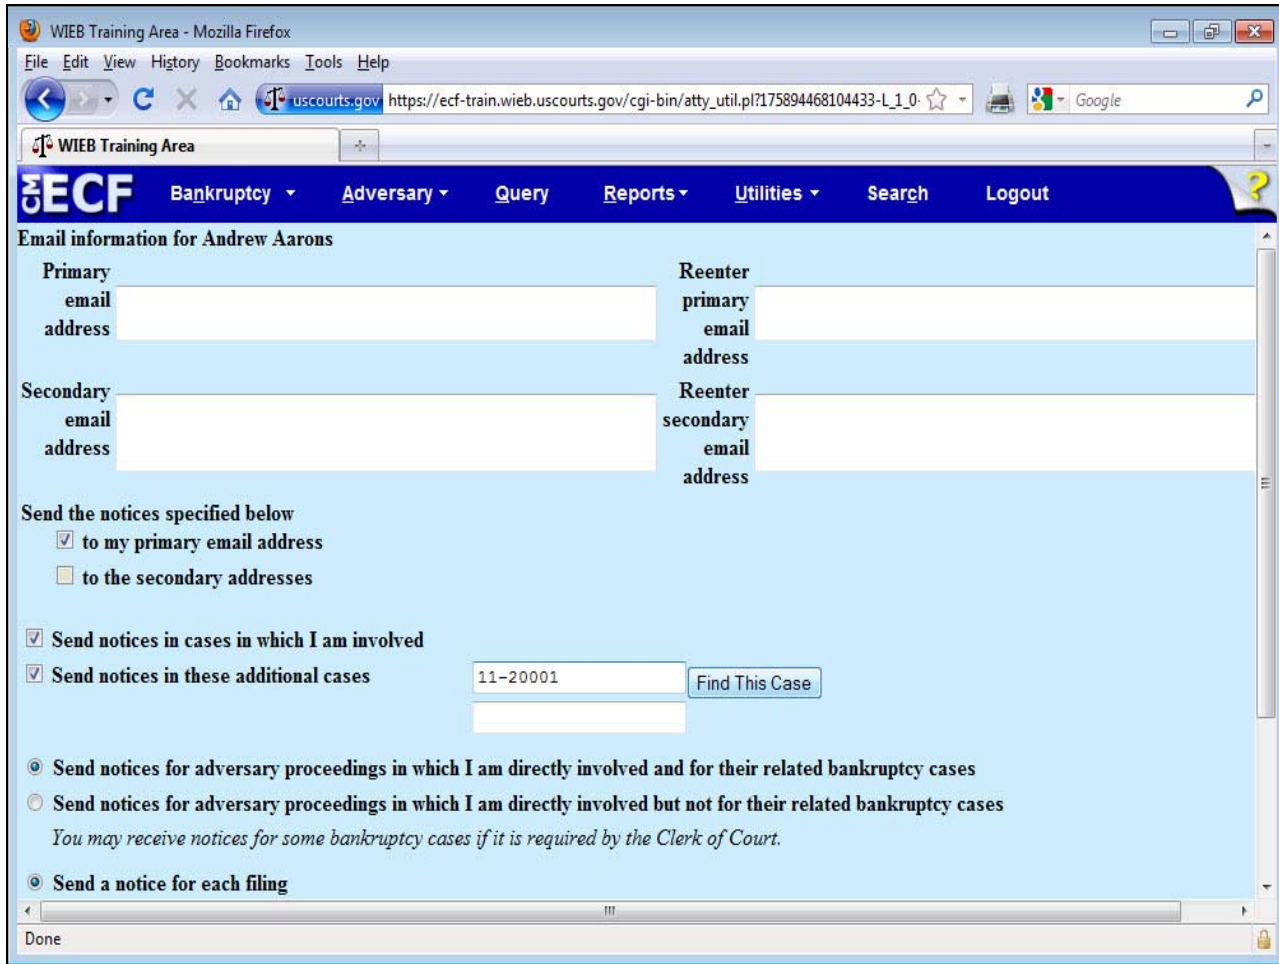 WIEB Training Area - Mozilla Firefox
File Edit View History Bookmarks Tools Help
uscourts.gov https://ecf-train.wieb.uscourts.gov/cgi-bin/atty_util.pl?175894468104433-L_1_0- Google
WIEB Training Area
CM ECF Bankruptcy Adversary Query Reports Utilities Search Logout ?
Email information for Andrew Aarons
Primary email address
Reenter primary email address
Secondary email address
Reenter secondary email address
Send the notices specified below
to my primary email address
to the secondary addresses
Send notices in cases in which I am involved
Send notices in these additional cases 11-20001 Find This Case
Send notices for adversary proceedings in which I am directly involved and for their related bankruptcy cases
Send notices for adversary proceedings in which I am directly involved but not for their related bankruptcy cases
You may receive notices for some bankruptcy cases if it is required by the Clerk of Court.
Send a notice for each filing
Done